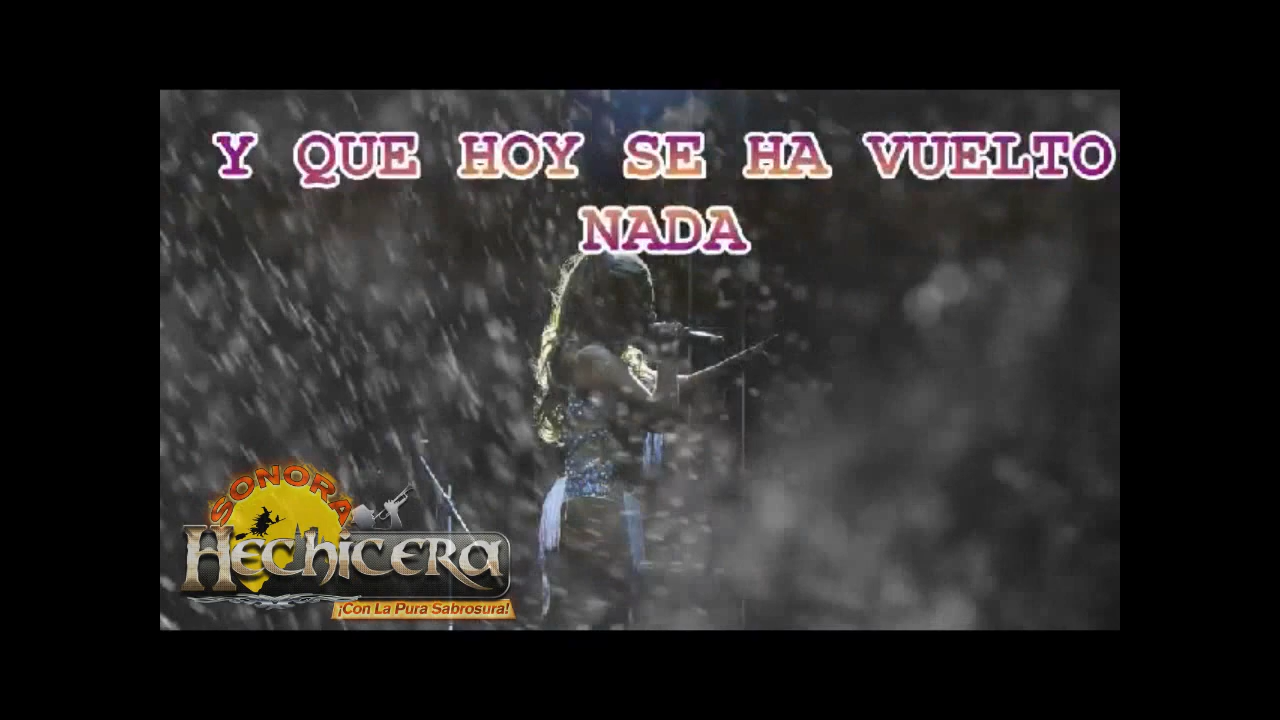 Y QUE HOY SE HA VUELTO
NADA
SONORA
HECHICERA
¡Con La Pura Sabrosura!